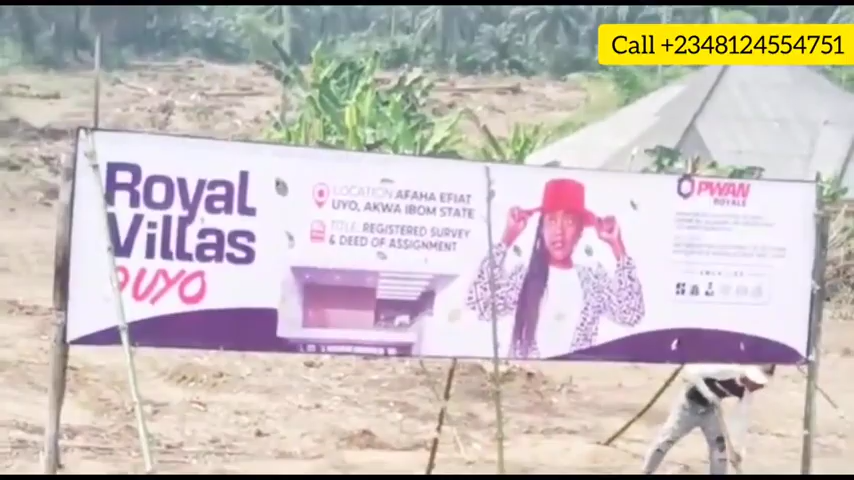 Call +2348124554751
Royal
Villas
UYO
LOCATION: AFAHA EFIAT
UYO, AKWA IBOM STATE
TITLE: REGISTERED SURVEY
& DEED OF ASSIGNMENT
PWAN
ROYALE